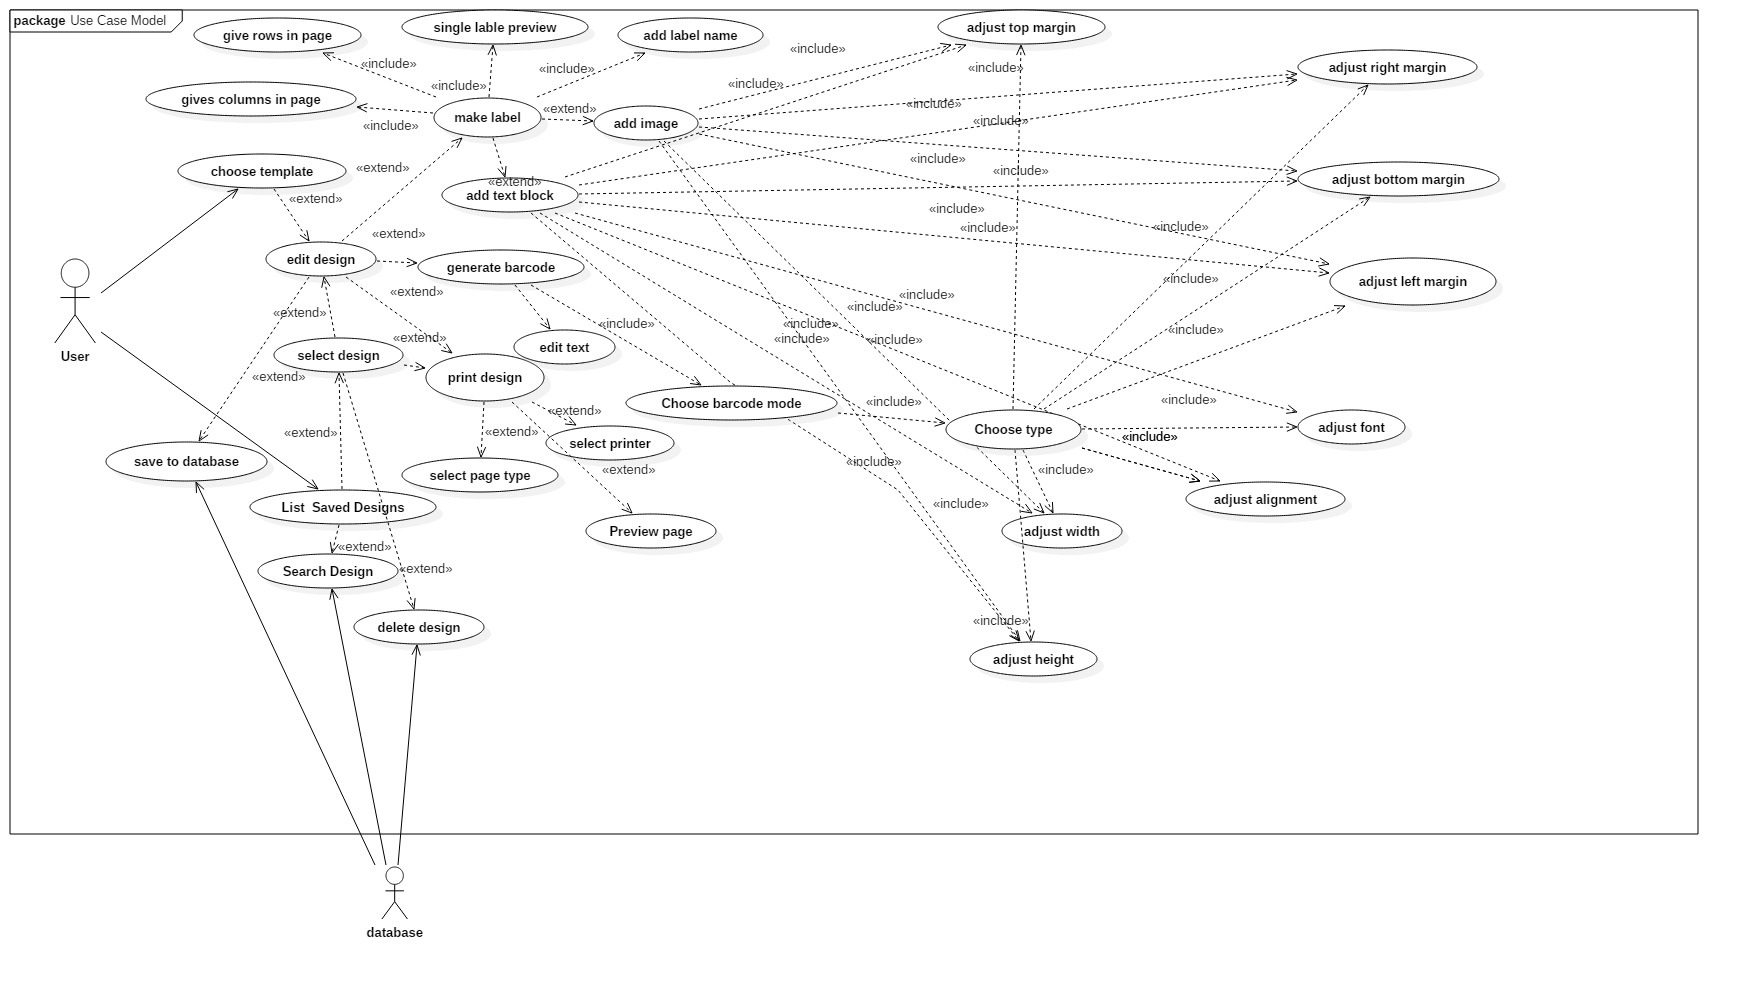 package Use Case Model
give rows in page
single lable preview
add label name
adjust top margin
«include»
«include»
«include»
«include»
«include»
adjust right margin
«include»
«include»
gives columns in page
make label
«extend»
add image
«include»
«include»
«include»
choose template
«extend»
«extend»
add text block
«include»
«include»
adjust bottom margin
«extend»
«extend»
«include»
«include»
«include»
edit design
generate barcode
adjust left margin
«extend»
«include»
«include»
«include»
User
«extend»
«extend»
«include»
«include»
«include»
«include»
«include»
select design
edit text
print design
«extend»
Choose barcode mode
«include»
«include»
«extend»
«extend»
«extend»
select printer
Choose type
«include»
adjust font
save to database
select page type
«extend»
«include»
«include»
List  Saved Designs
Preview page
«include»
adjust width
adjust alignment
«extend»
Search Design
«extend»
delete design
«include»
adjust height
database